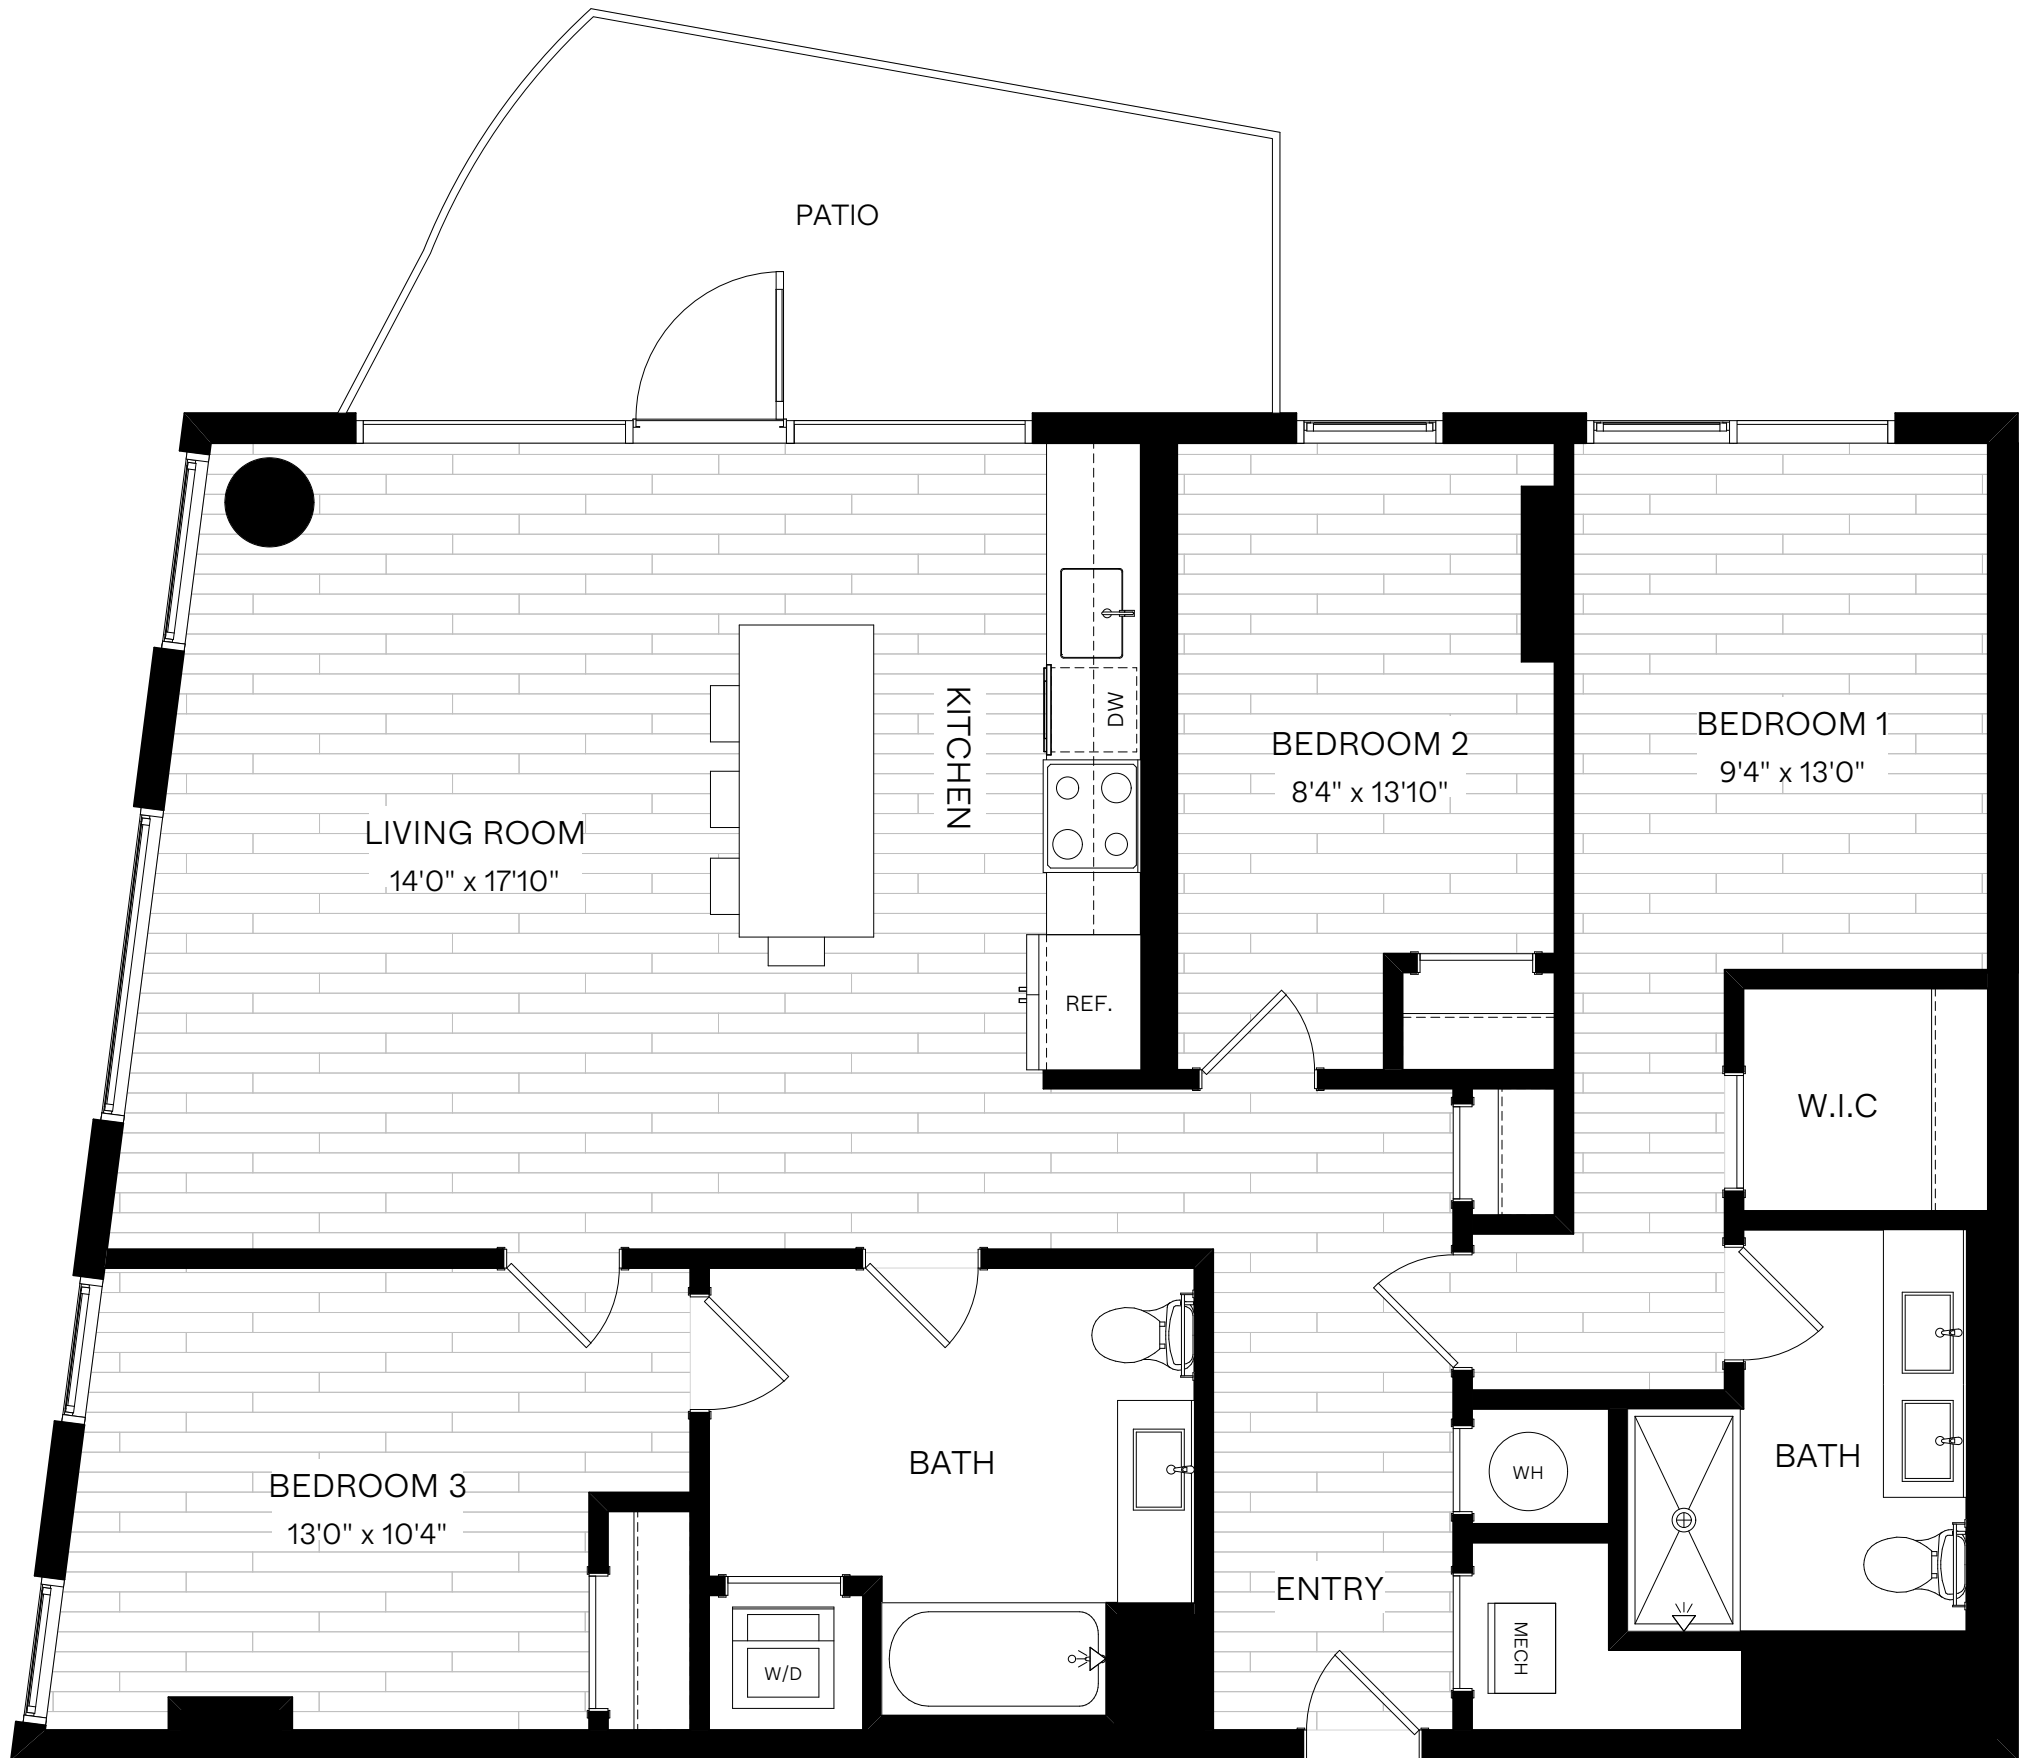 PATIO
KITCHEN
DW
BEDROOM 2
8'4" x 13'10"
BEDROOM 1
9'4" x 13'0"
LIVING ROOM
14'0" x 17'10"
REF.
W.I.C
BEDROOM 3
13'0" x 10'4"
BATH
BATH
WH
ENTRY
MECH
W/D